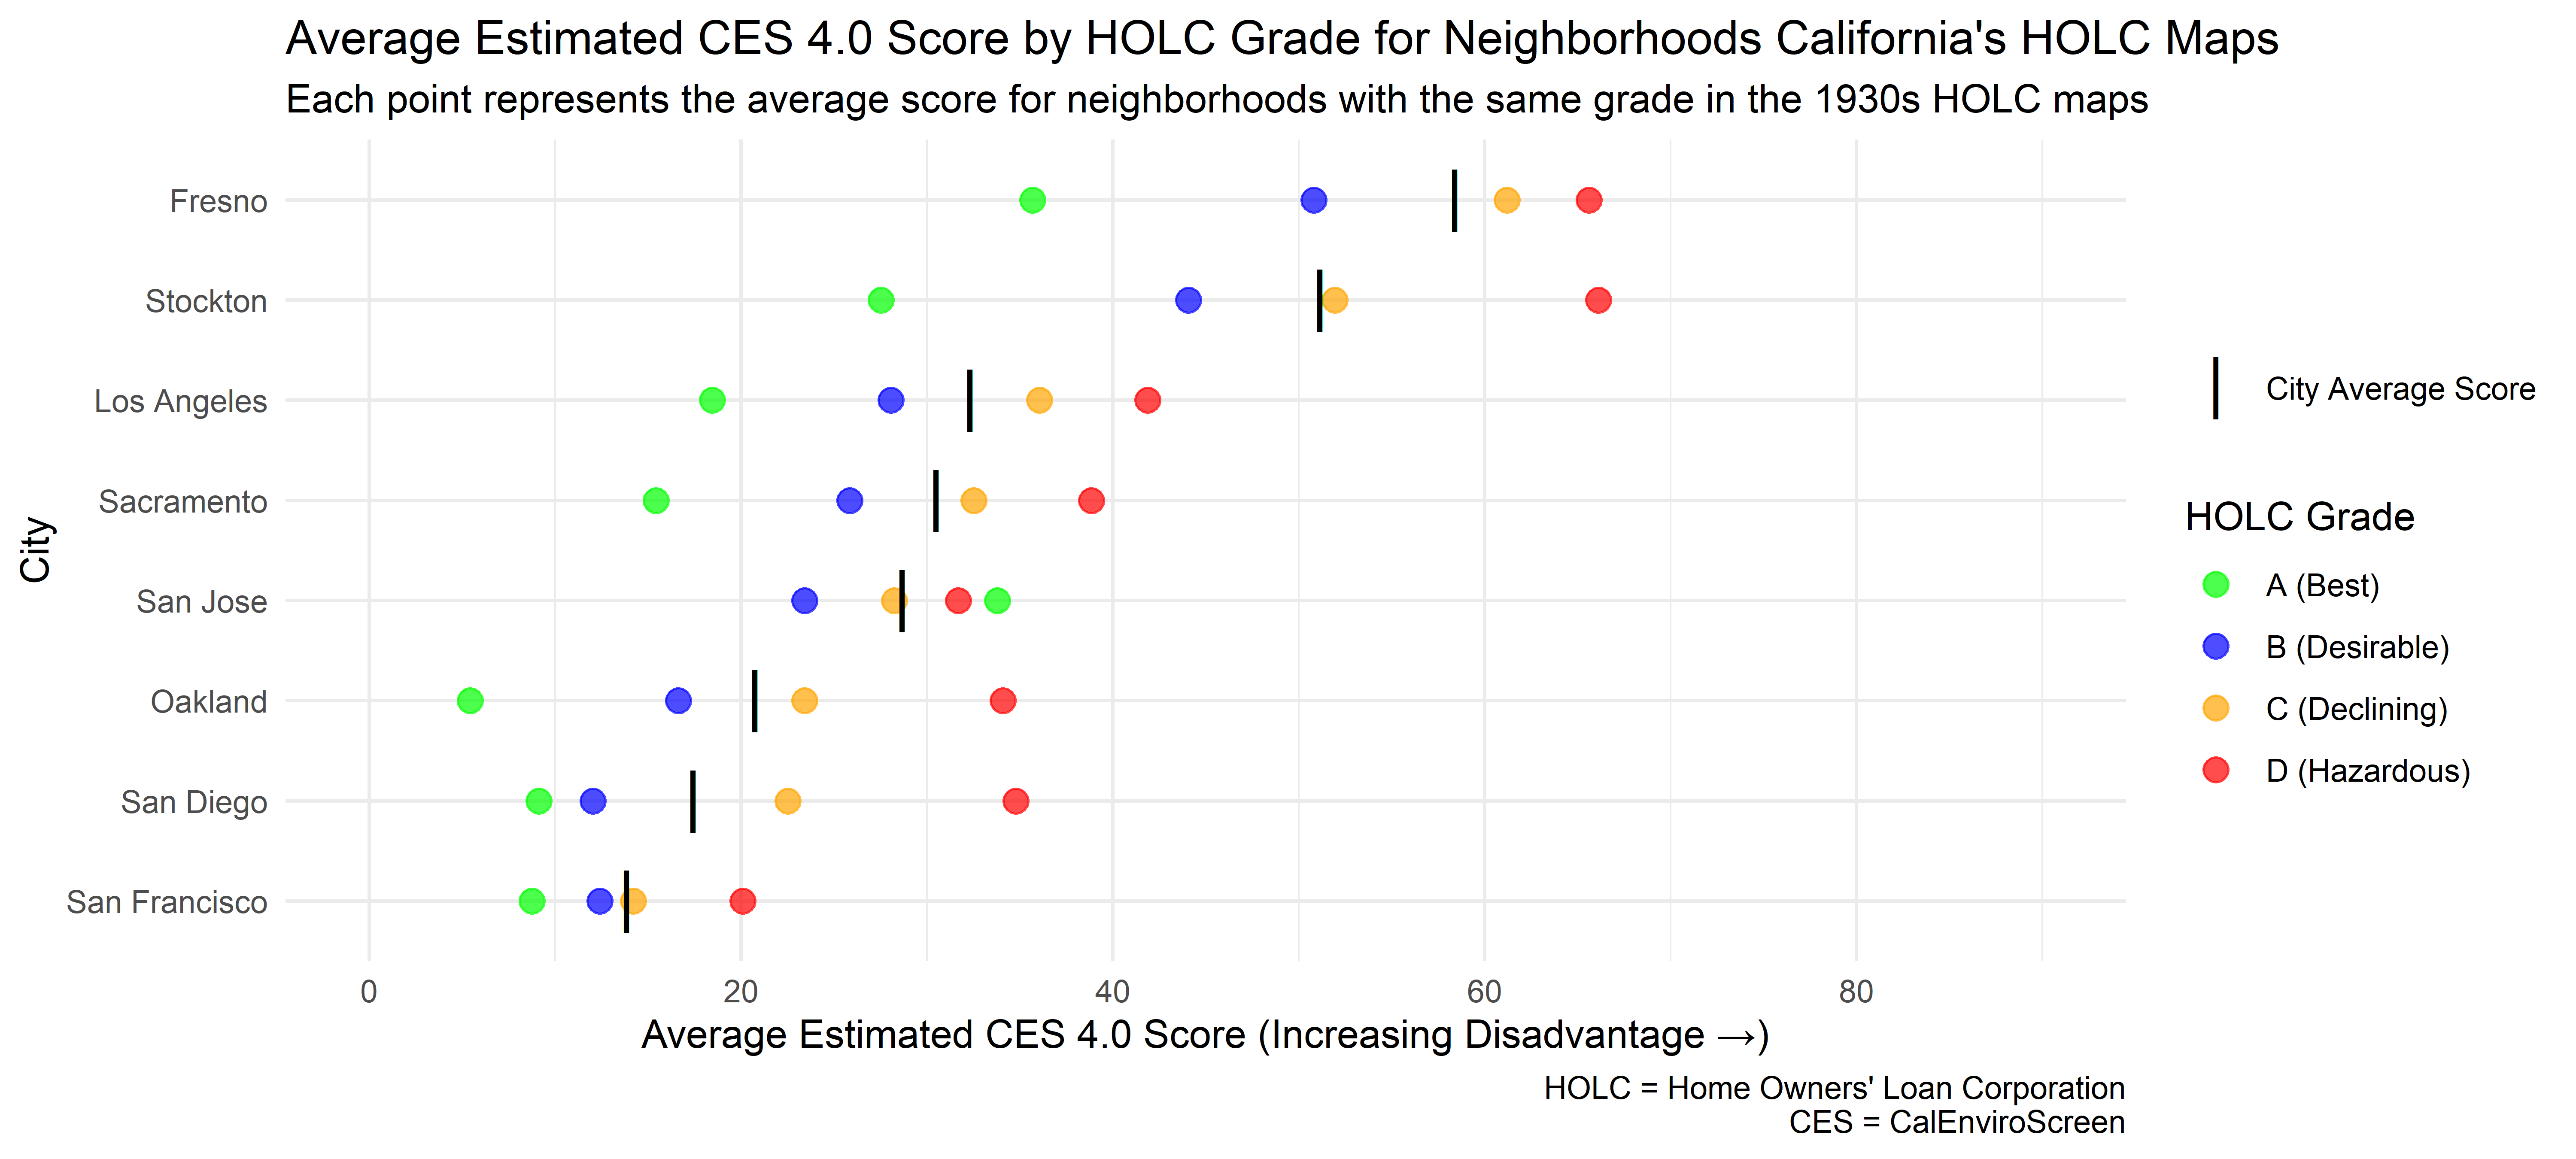 Average Estimated CES 4.0 Score by HOLC Grade for Neighborhoods California's HOLC Maps
Each point represents the average score for neighborhoods with the same grade in the 1930s HOLC maps
City
Fresno
Stockton
Los Angeles
Sacramento
San Jose
Oakland
San Diego
San Francisco
0 20 40 60 80
Average Estimated CES 4.0 Score (Increasing Disadvantage →)
City Average Score
HOLC Grade
A (Best)
B (Desirable)
C (Declining)
D (Hazardous)
HOLC = Home Owners' Loan Corporation
CES = CalEnviroScreen